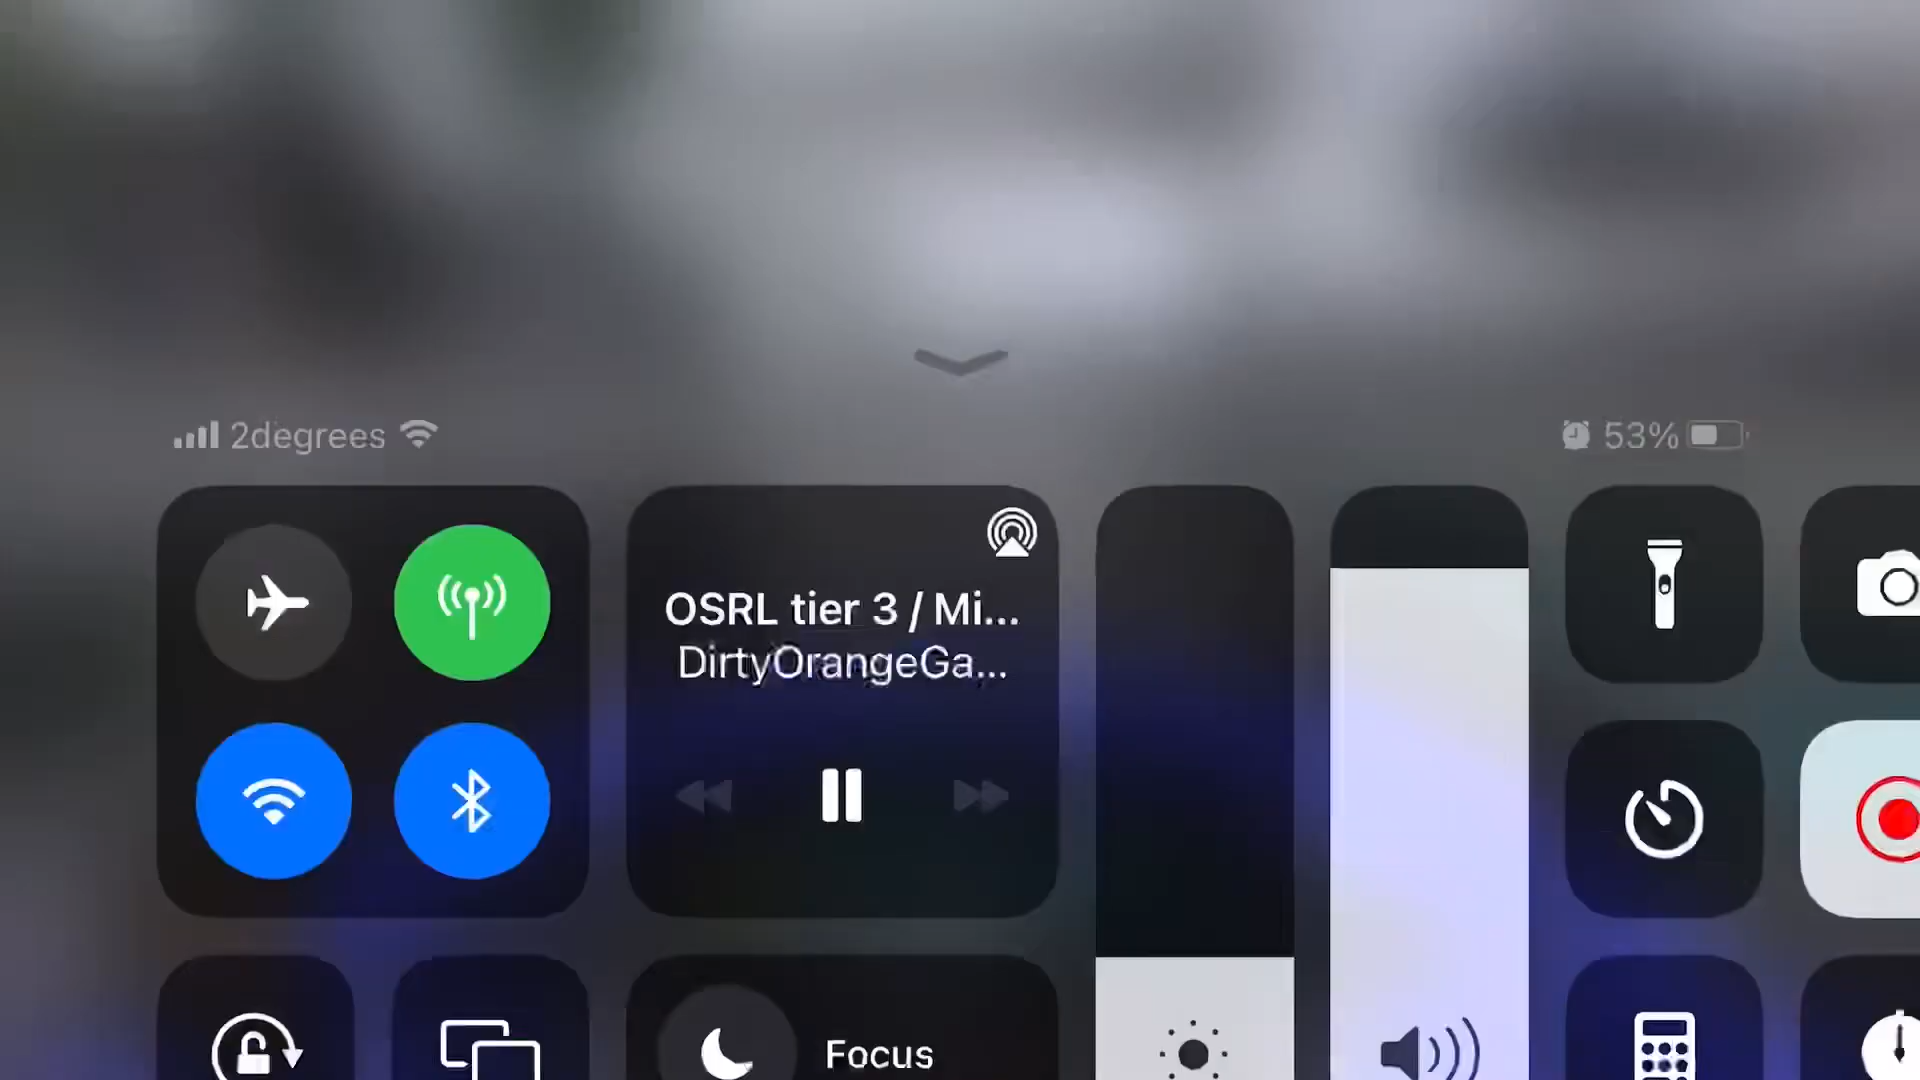 2degrees
53%
OSRL tier 3 / Mi...
DirtyOrangeGa...
Focus